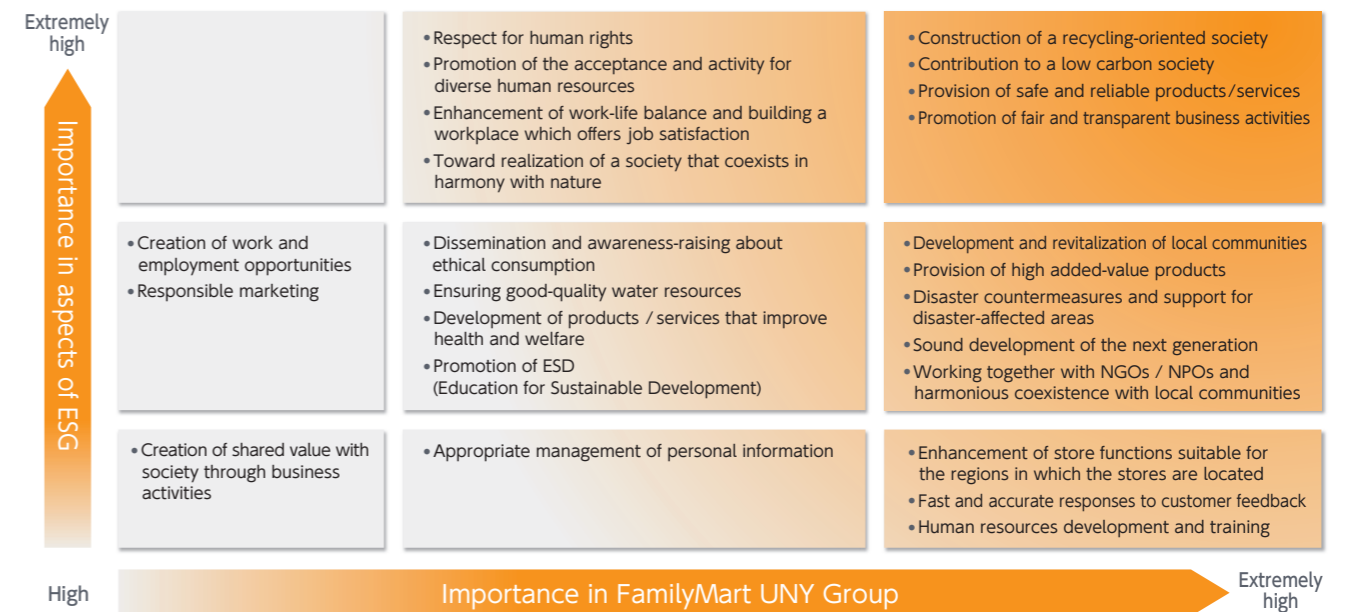 Extremely
high
Importance in aspects of ESG
• Respect for human rights
• Promotion of the acceptance and activity for
diverse human resources
• Enhancement of work-life balance and building a
workplace which offers job satisfaction
• Toward realization of a society that coexists in
harmony with nature
• Construction of a recycling-oriented society
• Contribution to a low carbon society
• Provision of safe and reliable products/services
• Promotion of fair and transparent business activities
• Creation of work and
employment opportunities
• Responsible marketing
• Dissemination and awareness-raising about
ethical consumption
• Ensuring good-quality water resources
• Development of products / services that improve
health and welfare
• Promotion of ESD
(Education for Sustainable Development)
• Development and revitalization of local communities
• Provision of high added-value products
• Disaster countermeasures and support for
disaster-affected areas
• Sound development of the next generation
• Working together with NGOs / NPOs and
harmonious coexistence with local communities
• Creation of shared value with
society through business
activities
• Appropriate management of personal information
• Enhancement of store functions suitable for
the regions in which the stores are located
• Fast and accurate responses to customer feedback
• Human resources development and training
High
Importance in FamilyMart UNY Group
Extremely
high